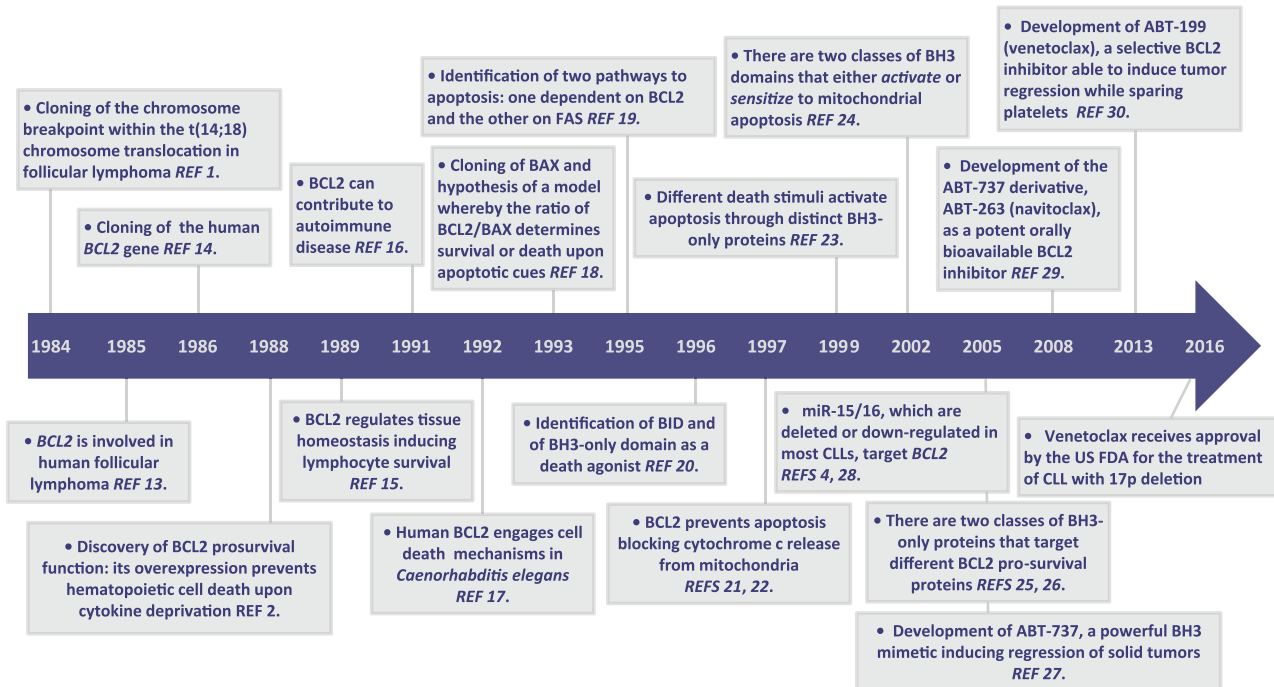 • Cloning of the chromosome
breakpoint within the t(14;18)
chromosome translocation in
follicular lymphoma REF 1.
• Cloning of the human
BCL2 gene REF 14.
• BCL2 can
contribute to
autoimmune
disease REF 16.
• Identification of two pathways to
apoptosis: one dependent on BCL2
and the other on FAS REF 19.
• Cloning of BAX and
hypothesis of a model
whereby the ratio of
BCL2/BAX determines
survival or death upon
apoptotic cues REF 18.
• There are two classes of BH3
domains that either activate or
sensitize to mitochondrial
apoptosis REF 24.
• Different death stimuli activate
apoptosis through distinct BH3-
only proteins REF 23.
• Development of ABT-199
(venetoclax), a selective BCL2
inhibitor able to induce tumor
regression while sparing
platelets REF 30.
• Development of the
ABT-737 derivative,
ABT-263 (navitoclax),
as a potent orally
bioavailable BCL2
inhibitor REF 29.
1984 1985 1986 1988 1989 1991 1992 1993 1995 1996 1997 1999 2002 2005 2008 2013 2016
• BCL2 is involved in
human follicular
lymphoma REF 13.
• Discovery of BCL2 prosurvival
function: its overexpression prevents
hematopoietic cell death upon
cytokine deprivation REF 2.
• BCL2 regulates tissue
homeostasis inducing
lymphocyte survival
REF 15.
• Human BCL2 engages cell
death mechanisms in
Caenorhabditis elegans
REF 17.
• Identification of BID and
of BH3-only domain as a
death agonist REF 20.
• BCL2 prevents apoptosis
blocking cytochrome c release
from mitochondria
REFS 21, 22.
• miR-15/16, which are
deleted or down-regulated in
most CLLs, target BCL2
REFS 4, 28.
• There are two classes of BH3-
only proteins that target
different BCL2 pro-survival
proteins REFS 25, 26.
• Development of ABT-737, a powerful BH3
mimetic inducing regression of solid tumors
REF 27.
• Venetoclax receives approval
by the US FDA for the treatment
of CLL with 17p deletion